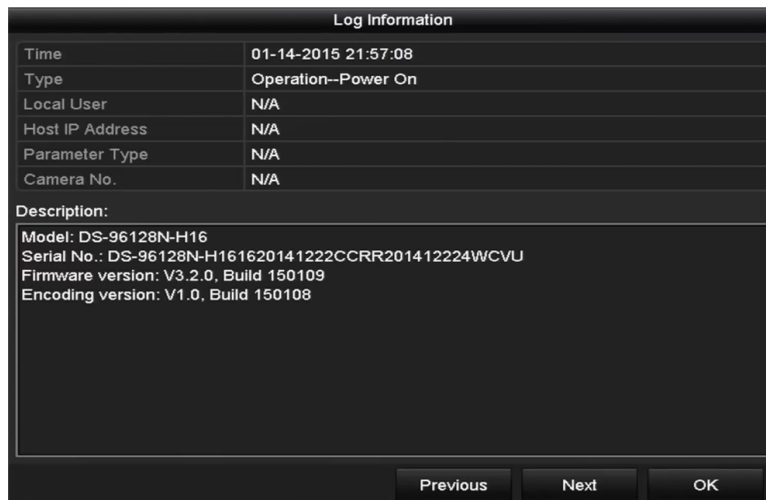 Log Information
Time 01-14-2015 21:57:08
Type Operation--Power On
Local User N/A
Host IP Address N/A
Parameter Type N/A
Camera No. N/A
Description:
Model: DS-96128N-H16
Serial No.: DS-96128N-H161620141222CCRR201412224WCVU
Firmware version: V3.2.0, Build 150109
Encoding version: V1.0, Build 150108
Previous Next OK